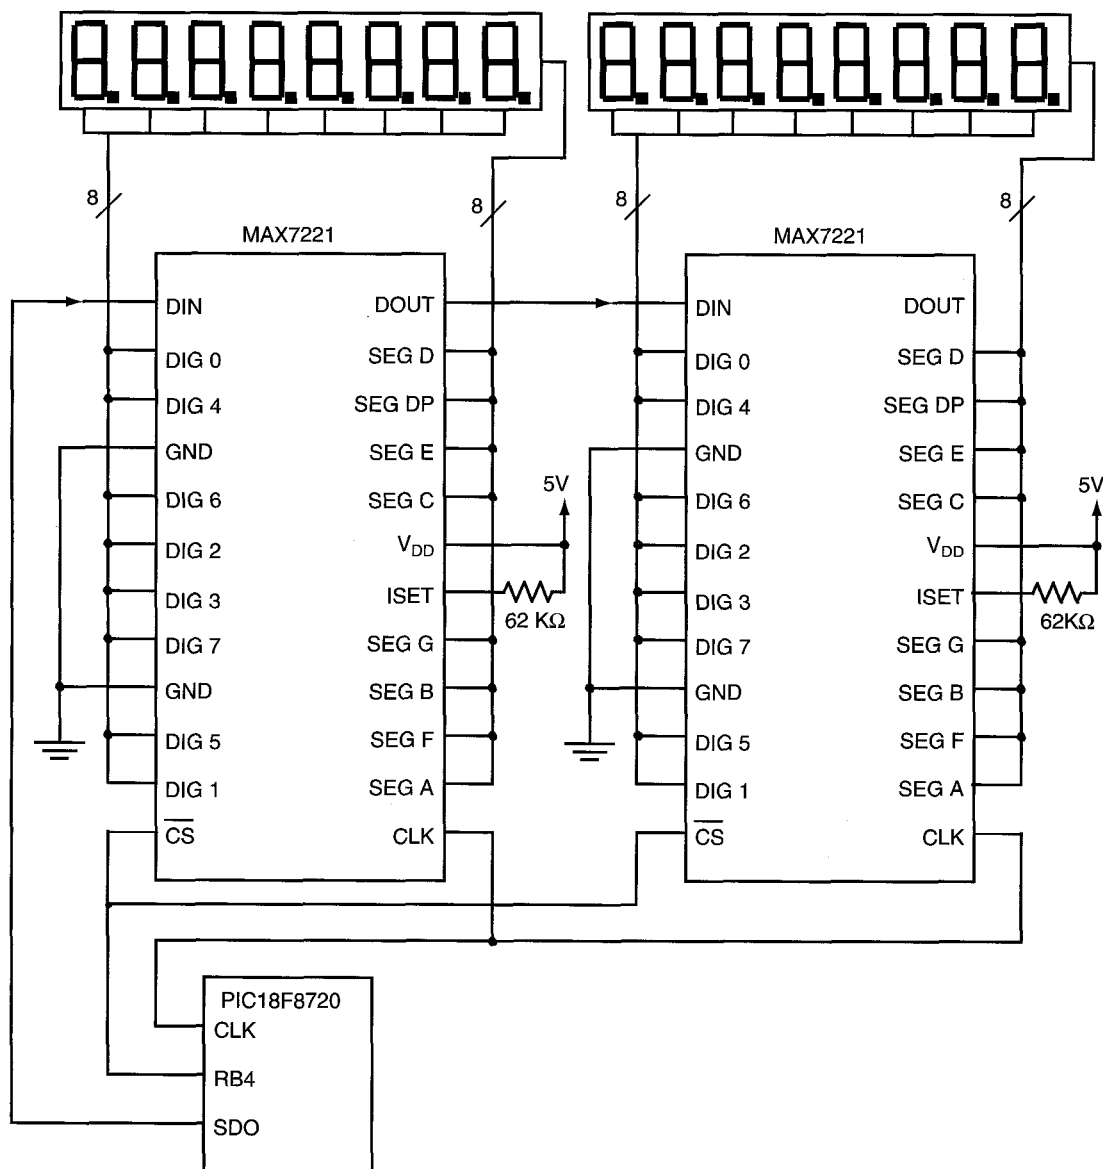 8
8
8
8
MAX7221
MAX7221
DIN
DOUT
DIG 0
SEG D
DIG 4
SEG DP
GND
SEG E
DIG 6
SEG C
5V
DIG 2
VDD
DIG 3
ISET
62 KΩ
DIG 7
SEG G
GND
SEG B
DIG 5
SEG F
DIG 1
SEG A
CS
CLK
DIN
DOUT
DIG 0
SEG D
DIG 4
SEG DP
GND
SEG E
DIG 6
SEG C
5V
DIG 2
VDD
DIG 3
ISET
62KΩ
DIG 7
SEG G
GND
SEG B
DIG 5
SEG F
DIG 1
SEG A
CS
CLK
PIC18F8720
CLK
RB4
SDO